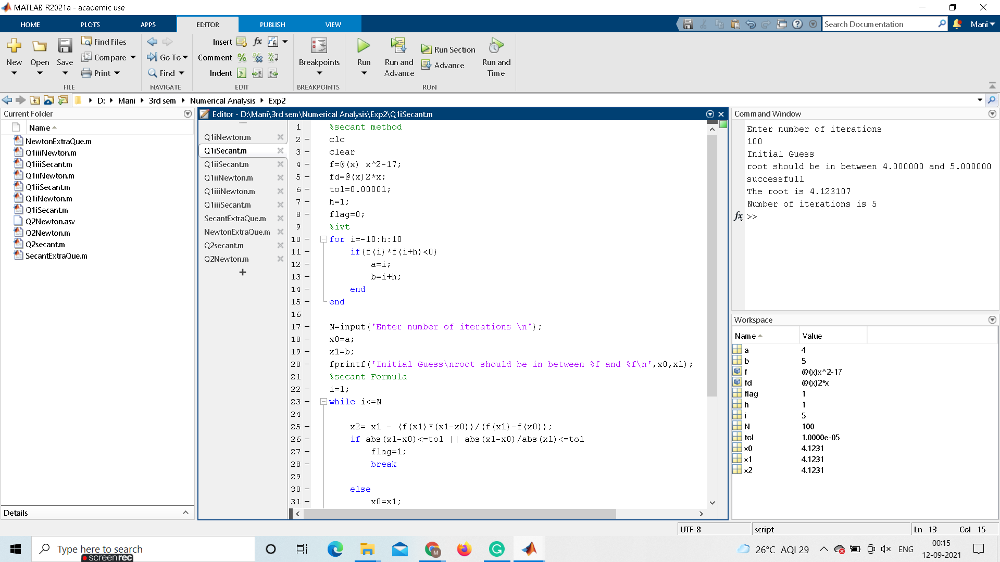 MATLAB R2021a - academic use
HOME PLOTS APPS EDITOR PUBLISH VIEW
Search Documentation
Mani
New
Open
Save
Find Files
Compare
Print
FILE
Go To
Find
NAVIGATE
Insert
fx
Comment
Indent
EDIT
Breakpoints
BREAKPOINTS
Run
Run and Advance
Run Section
Advance
Run and Time
RUN
D: Mani 3rd sem Numerical Analysis Exp2
Current Folder
Name
NewtonExtraQue.m
Q1iiiNewton.m
Q1iiiSecant.m
Q1iiNewton.m
Q1iiSecant.m
Q1iNewton.m
Q1iSecant.m
Q2Newton.asv
Q2Newton.m
Q2secant.m
SecantExtraQue.m
Details
Editor - D:\Mani\3rd sem\Numerical Analysis\Exp2\Q1iSecant.m
Q1iNewton.m
Q1iSecant.m
Q1iiSecant.m
Q1iiNewton.m
Q1iiiNewton.m
Q1iiiSecant.m
SecantExtraQue.m
NewtonExtraQue.m
Q2secant.m
Q2Newton.m
1 %secant method
2 – clc
3 – clear
4 – f=@(x) x^2-17;
5 – fd=@(x)2*x;
6 – tol=0.00001;
7 – h=1;
8 – flag=0;
9 %ivt
10 – for i=-10:h:10
11 – if(f(i)*f(i+h)<0)
12 – a=i;
13 – b=i+h;
14 – end
15 – end
16
17 – N=input('Enter number of iterations \n');
18 – x0=a;
19 – x1=b;
20 – fprintf('Initial Guess\nroot should be in between %f and %f\n',x0,x1);
21 %secant Formula
22 – i=1;
23 – while i<=N
24
25 – x2= x1 - (f(x1)*(x1-x0))/(f(x1)-f(x0));
26 – if abs(x1-x0)<=tol || abs(x1-x0)/abs(x1)<=tol
27 – flag=1;
28 – break
29
30 – else
31 – x0=x1;
Command Window
Enter number of iterations
100
Initial Guess
root should be in between 4.000000 and 5.000000
successfull
The root is 4.123107
Number of iterations is 5
fx >>
Workspace
Name Value
a 4
b 5
f @(x)x^2-17
fd @(x)2*x
flag 1
h 1
i 5
N 100
tol 1.0000e-05
x0 4.1231
x1 4.1231
x2 4.1231
UTF-8 script Ln 13 Col 15
Type here to search
screenrec
M
G
26°C AQI 29
ENG
00:15
12-09-2021